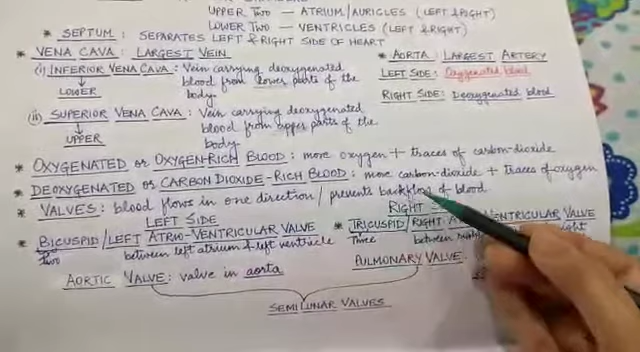 UPPER TWO — ATRIUM/AURICLES (LEFT & RIGHT)
LOWER TWO — VENTRICLES (LEFT & RIGHT)
* SEPTUM: SEPARATES LEFT & RIGHT SIDE OF HEART
* VENA CAVA: LARGEST VEIN
(i) INFERIOR VENA CAVA: Vein carrying deoxygenated
blood from lower parts of the
LOWER
body
(ii) SUPERIOR VENA CAVA: Vein carrying deoxygenated
blood from upper parts of the
UPPER
body
* AORTA: LARGEST ARTERY
LEFT SIDE: Oxygenated blood
RIGHT SIDE: Deoxygenated blood
* OXYGENATED or OXYGEN-RICH BLOOD: more oxygen + traces of carbon-dioxide
* DEOXYGENATED or CARBON DIOXIDE-RICH BLOOD: more carbon-dioxide + traces of oxygen
* VALVES: blood flows in one direction/prevents backflow of blood
LEFT SIDE
* BICUSPID/LEFT ATRIO-VENTRICULAR VALVE
Two between left atrium & left ventricle
AORTIC VALVE: valve in aorta
RIGHT
* TRICUSPID/RIGHT VENTRICULAR VALVE
Three between
PULMONARY VALVE:
SEMILUNAR VALVES